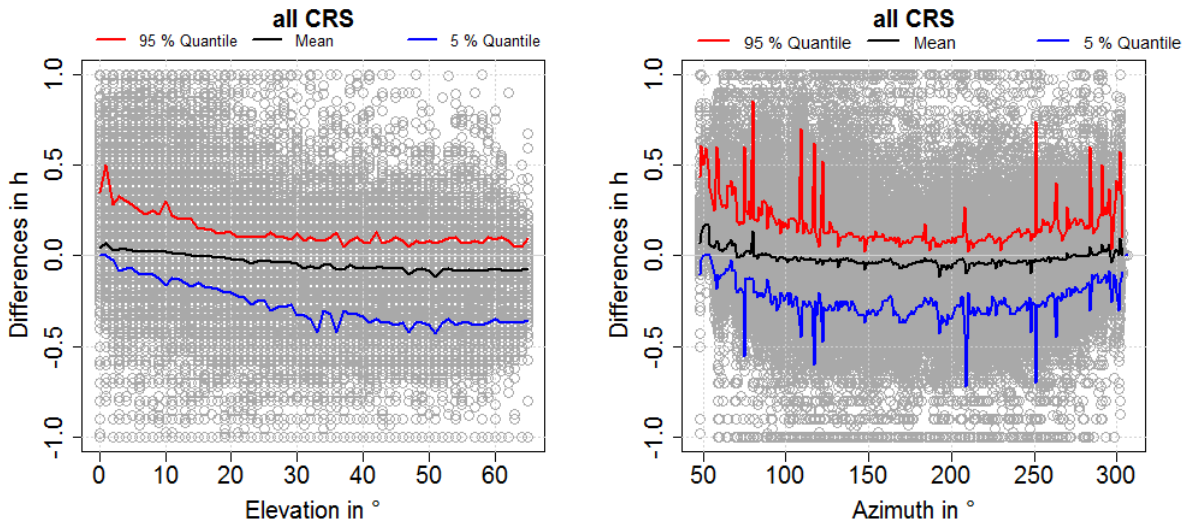 all CRS
95 % Quantile Mean 5 % Quantile
1.0
0.5
0.0
-0.5
-1.0
Differences in h
0 10 20 30 40 50 60
Elevation in °
all CRS
95 % Quantile Mean 5 % Quantile
1.0
0.5
0.0
-0.5
-1.0
Differences in h
50 100 150 200 250 300
Azimuth in °